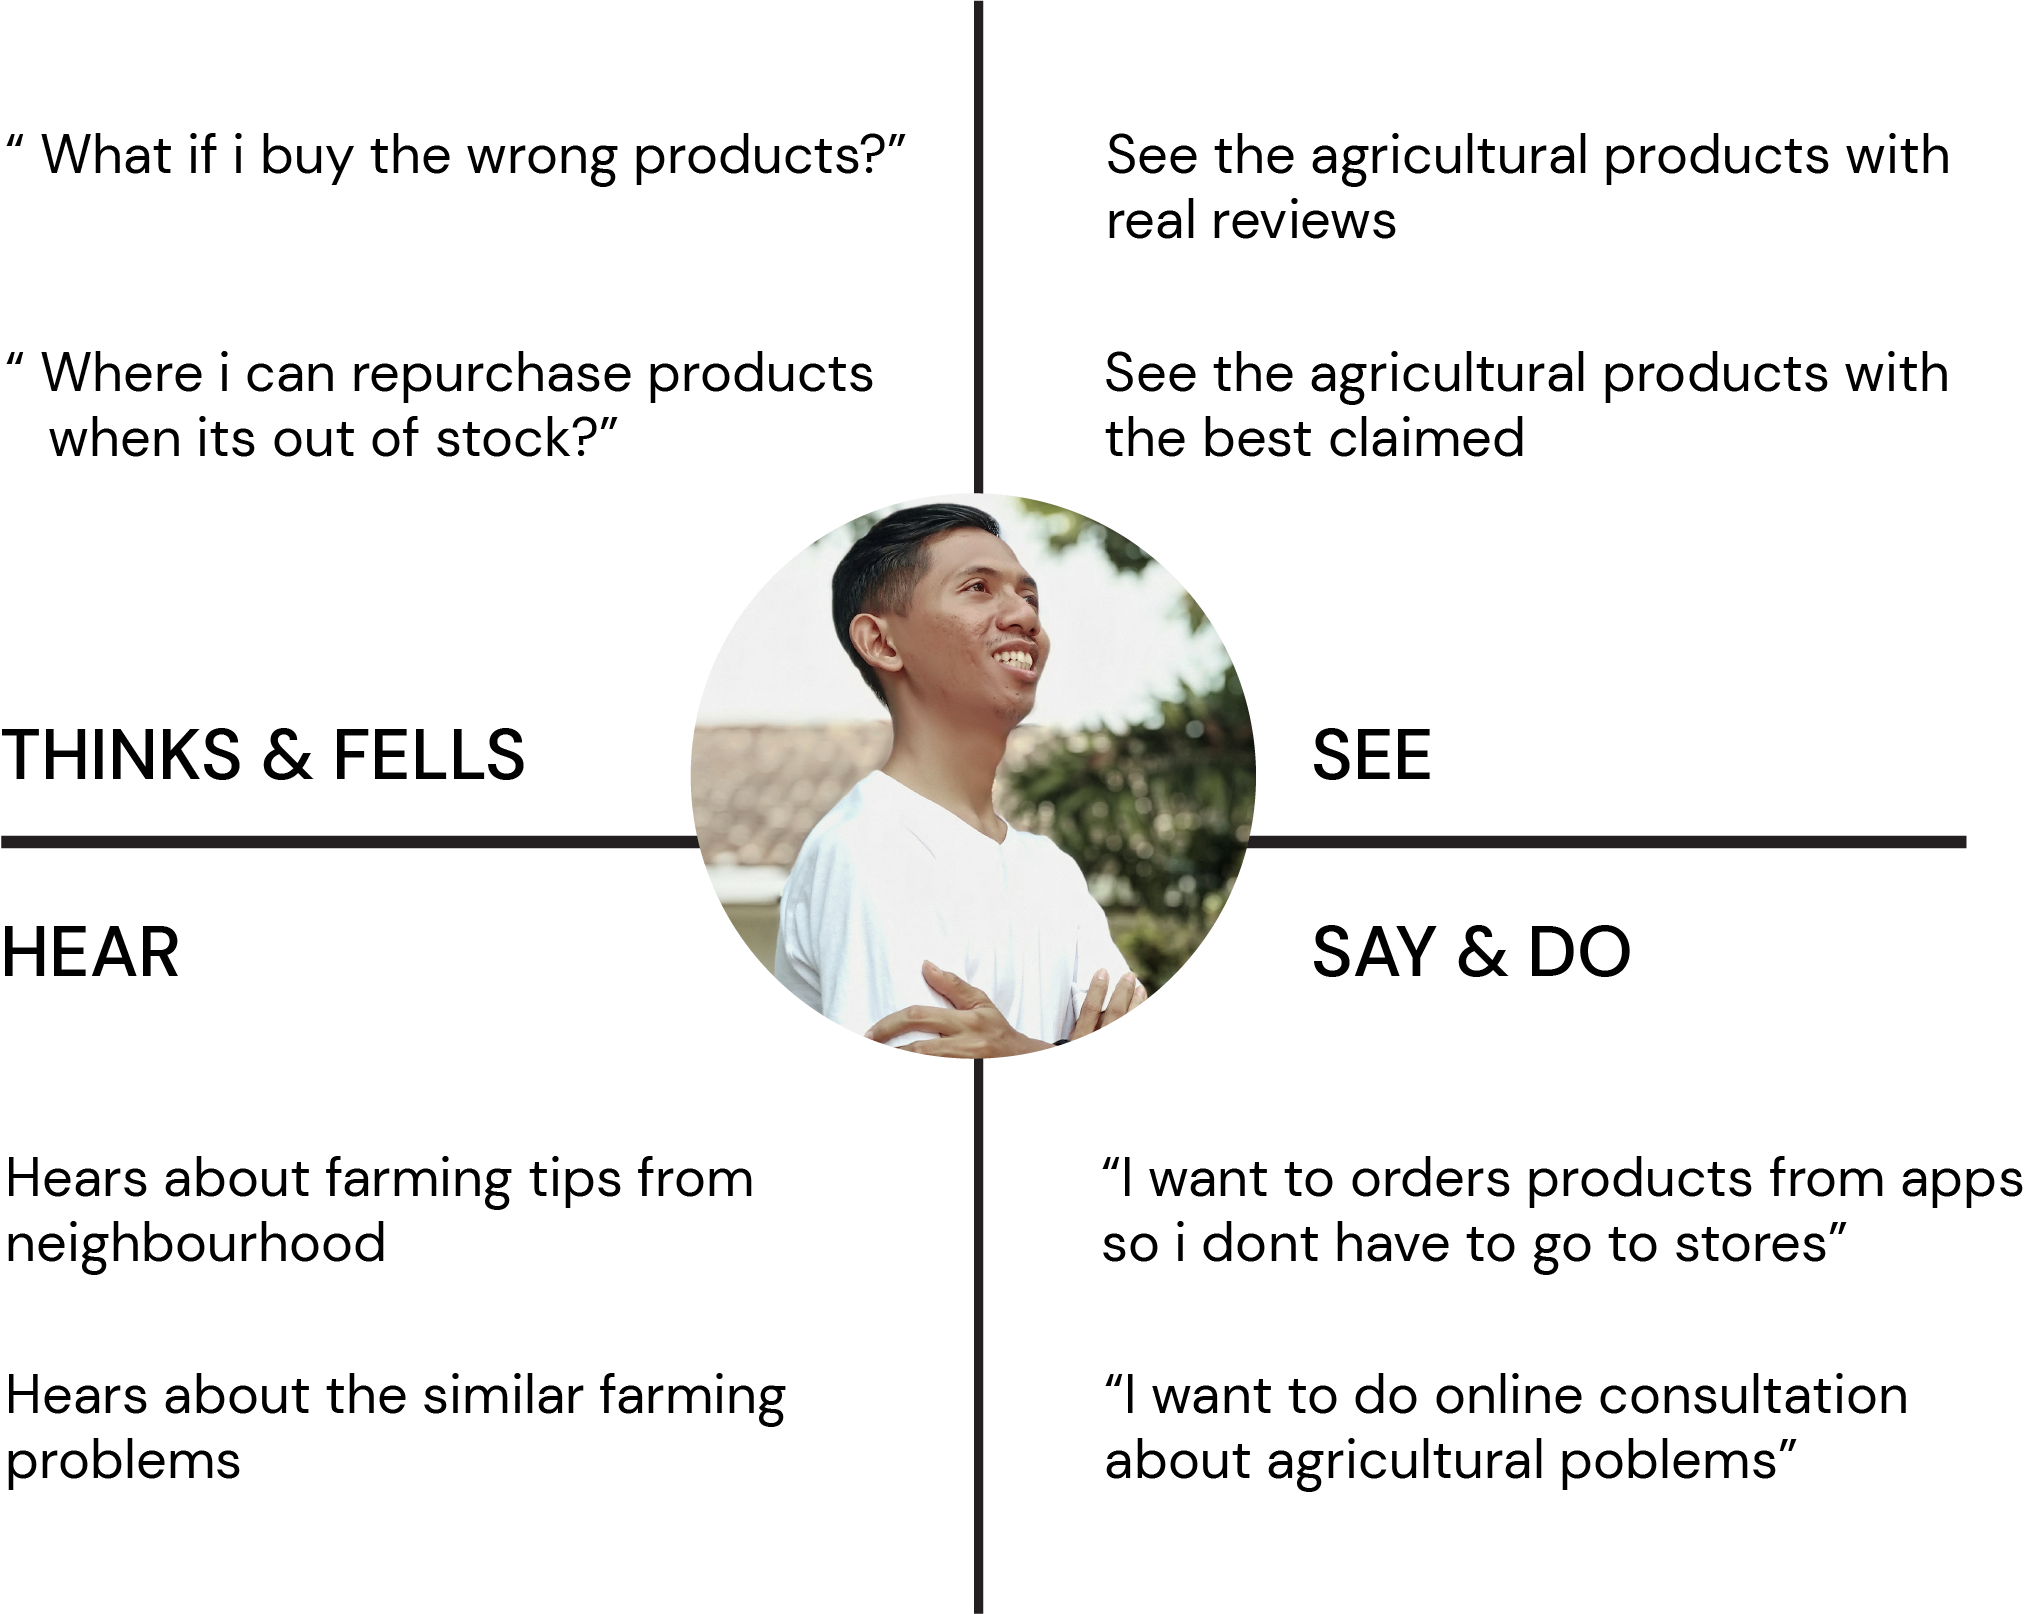 “ What if i buy the wrong products?”
“ Where i can repurchase products
when its out of stock?”
THINKS & FELLS
See the agricultural products with
real reviews
See the agricultural products with
the best claimed
SEE
HEAR
Hears about farming tips from
neighbourhood
Hears about the similar farming
problems
SAY & DO
“I want to orders products from apps
so i dont have to go to stores”
“I want to do online consultation
about agricultural poblems”